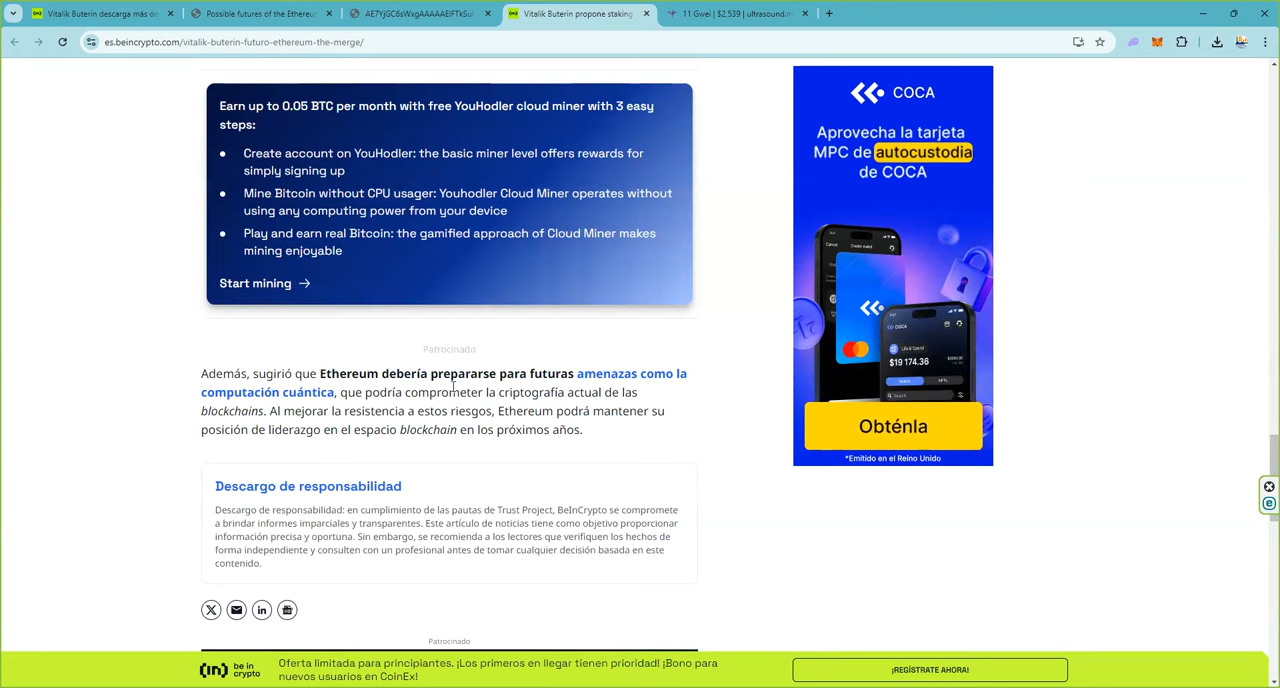 Vitalik Buterin descarga más de
Possible futures of the Ethereum
Vitalik Buterin propone staking
11 Gwei | $2,539 | ultrasound.m
es.beincrypto.com/vitalik-buterin-futuro-ethereum-the-merge/
Earn up to 0.05 BTC per month with free YouHodler cloud miner with 3 easy
steps:
Create account on YouHodler: the basic miner level offers rewards for
simply signing up
Mine Bitcoin without CPU usager: Youhodler Cloud Miner operates without
using any computing power from your device
Play and earn real Bitcoin: the gamified approach of Cloud Miner makes
mining enjoyable
Start mining →
Patrocinado
Además, sugirió que Ethereum debería prepararse para futuras amenazas como la
computación cuántica, que podría comprometer la criptografía actual de las
blockchains. Al mejorar la resistencia a estos riesgos, Ethereum podrá mantener su
posición de liderazgo en el espacio blockchain en los próximos años.
Descargo de responsabilidad
Descargo de responsabilidad: en cumplimiento de las pautas de Trust Project, BeInCrypto se compromete
a brindar informes imparciales y transparentes. Este artículo de noticias tiene como objetivo proporcionar
información precisa y oportuna. Sin embargo, se recomienda a los lectores que verifiquen los hechos de
forma independiente y consulten con un profesional antes de tomar cualquier decisión basada en este
contenido.
Patrocinado
COCA
Aprovecha la tarjeta
MPC de autocustodia
de COCA
COCA
Life & Spend
$19 174.36
Obténla
*Emitido en el Reino Unido
be in
crypto
Oferta limitada para principiantes. ¡Los primeros en llegar tienen prioridad! ¡Bono para
nuevos usuarios en CoinEx!
¡REGÍSTRATE AHORA!